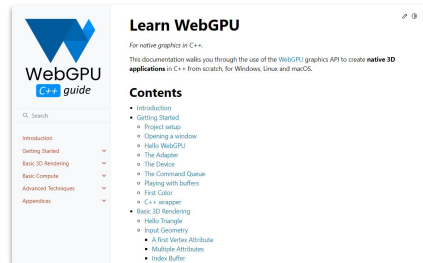 WebGPU
C++ guide
Search
Introduction
Getting Started
Basic 3D Rendering
Basic Compute
Advanced Techniques
Appendices
Learn WebGPU
For native graphics in C++.
This documentation walks you through the use of the WebGPU graphics API to create native 3D
applications in C++ from scratch, for Windows, Linux and macOS.
Contents
Introduction
Getting Started
Project setup
Opening a window
Hello WebGPU
The Adapter
The Device
The Command Queue
Playing with buffers
First Color
C++ wrapper
Basic 3D Rendering
Hello Triangle
Input Geometry
A first Vertex Attribute
Multiple Attributes
Index Buffer